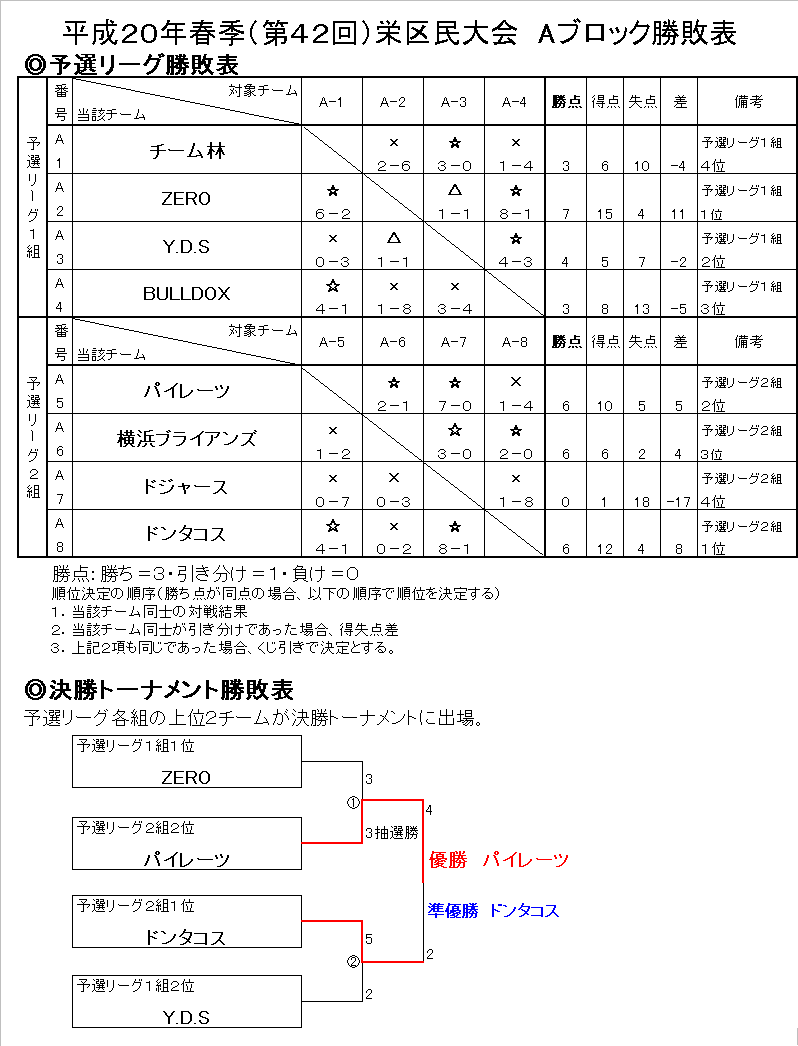 平成２０年春季（第４２回）栄区民大会　Ａブロック勝敗表
◎予選リーグ勝敗表
予選リーグ１組
番号 対象チーム 当該チーム A-1 A-2 A-3 A-4 勝点 得点 失点 差 備考
A1 チーム林 × ２－６ ☆ ３－０ × １－４ 3 6 10 -4 予選リーグ１組４位
A2 ZERO ☆ ６－２ △ １－１ ☆ ８－１ 7 15 4 11 予選リーグ１組１位
A3 Y.D.S × ０－３ △ １－１ ☆ ４－３ 4 5 7 -2 予選リーグ１組２位
A4 BULLDOX ☆ ４－１ × １－８ × ３－４ 3 8 13 -5 予選リーグ１組３位
予選リーグ２組
番号 対象チーム 当該チーム A-5 A-6 A-7 A-8 勝点 得点 失点 差 備考
A5 パイレーツ ☆ ２－１ ☆ ７－０ × １－４ 6 10 5 5 予選リーグ２組２位
A6 横浜ブライアンズ × １－２ ☆ ３－０ ☆ ２－０ 6 6 2 4 予選リーグ２組３位
A7 ドジャース × ０－７ × ０－３ × １－８ 0 1 18 -17 予選リーグ２組４位
A8 ドンタコス ☆ ４－１ × ０－２ ☆ ８－１ 6 12 4 8 予選リーグ２組１位
勝点：勝ち＝３・引き分け＝１・負け＝０
順位決定の順序（勝ち点が同点の場合、以下の順序で順位を決定する）
１．当該チーム同士の対戦結果
２．当該チーム同士が引き分けであった場合、得失点差
３．上記２項も同じであった場合、くじ引きで決定とする。
◎決勝トーナメント勝敗表
予選リーグ各組の上位２チームが決勝トーナメントに出場。
予選リーグ１組１位
ZERO
3
①
4
予選リーグ２組２位
パイレーツ
3抽選勝
優勝　パイレーツ
予選リーグ２組１位
ドンタコス
準優勝　ドンタコス
5
②
2
予選リーグ１組２位
Y.D.S
2